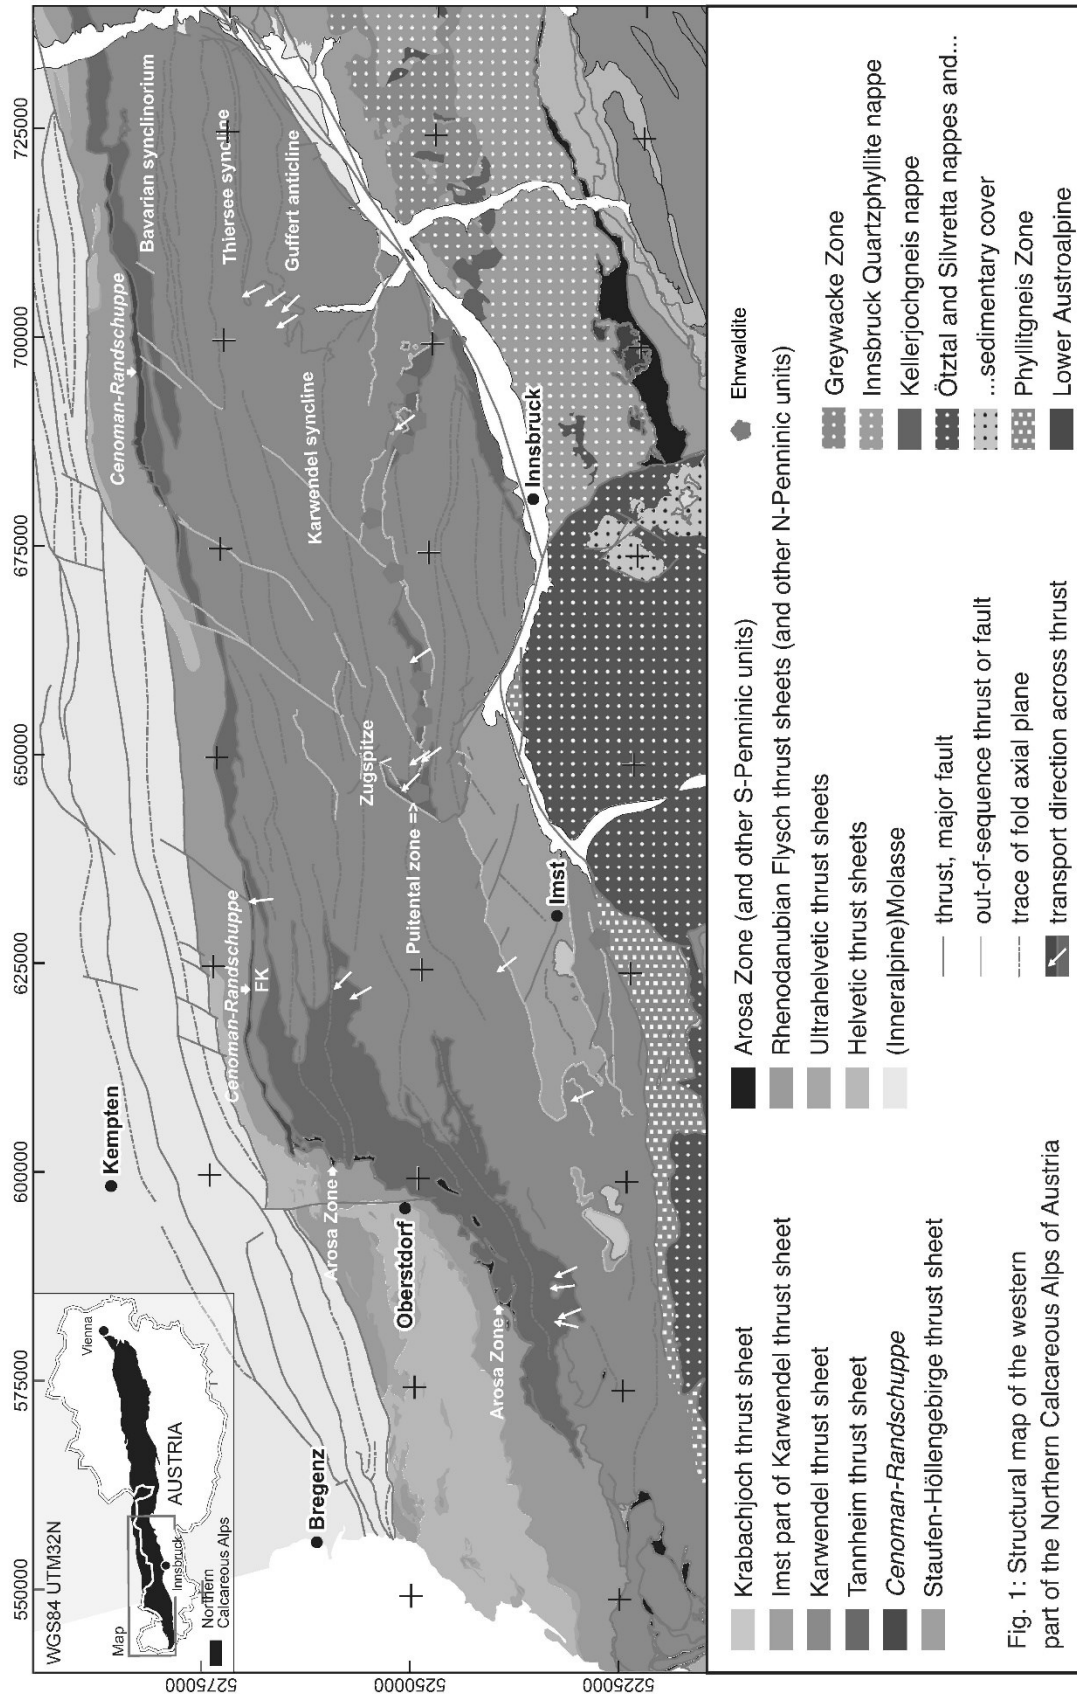 WGS84 UTM32N
Map
Innsbruck
Vienna
AUSTRIA
Northern
Calcareous Alps
550000
575000
600000
625000
650000
675000
700000
725000
5275000
5250000
5225000
Bregenz
Kempten
Oberstdorf
Imst
Innsbruck
Arosa Zone
Arosa Zone
Cenoman-Randschuppe
FK
Cenoman-Randschuppe
Puitental zone =>
Zugspitze
Karwendel syncline
Bavarian synclinorium
Thiersee syncline
Guffert anticline
Krabachjoch thrust sheet
Imst part of Karwendel thrust sheet
Karwendel thrust sheet
Tannheim thrust sheet
Cenoman-Randschuppe
Staufen-Höllengebirge thrust sheet
Arosa Zone (and other S-Penninic units)
Rhenodanubian Flysch thrust sheets (and other N-Penninic units)
Ultrahelvetic thrust sheets
Helvetic thrust sheets
(Inneralpine)Molasse
thrust, major fault
out-of-sequence thrust or fault
trace of fold axial plane
transport direction across thrust
Ehrwaldite
Greywacke Zone
Innsbruck Quartzphyllite nappe
Kellerjochgneis nappe
Ötztal and Silvretta nappes and...
...sedimentary cover
Phyllitgneis Zone
Lower Austroalpine
Fig. 1: Structural map of the western
part of the Northern Calcareous Alps of Austria